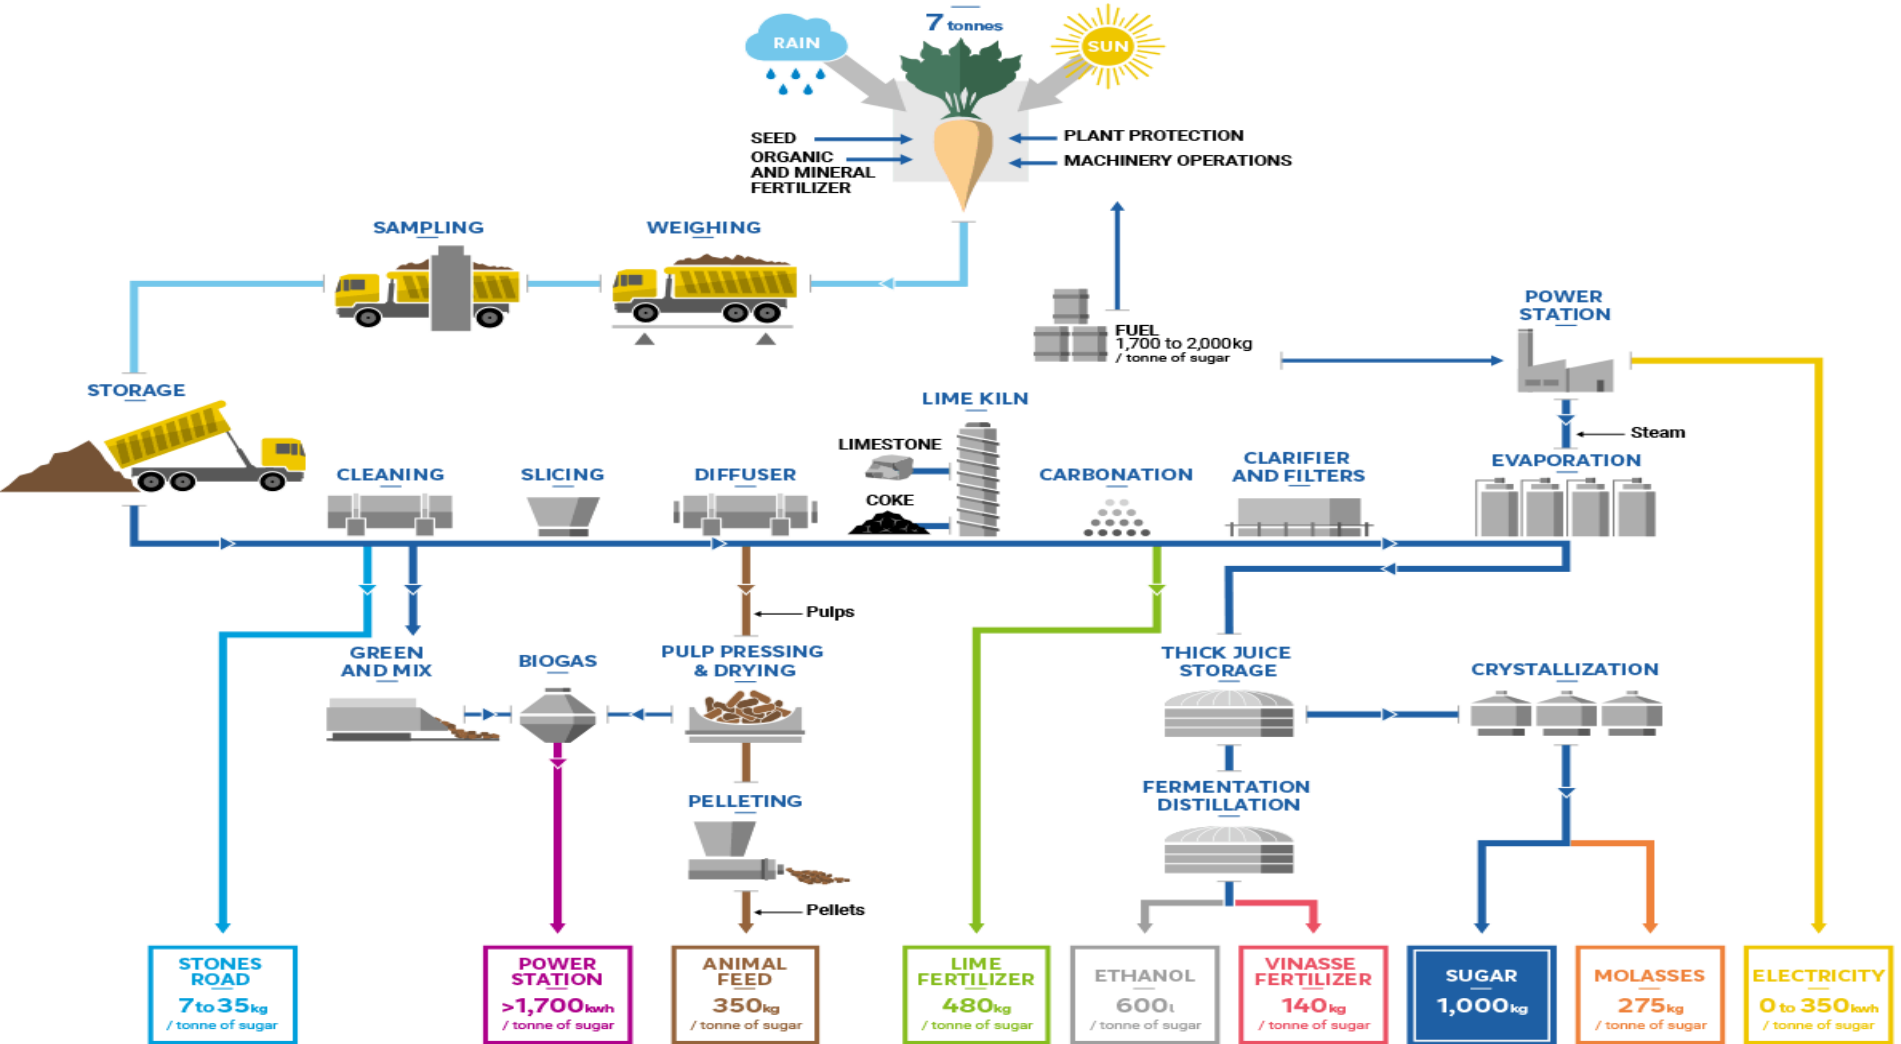 7 tonnes
RAIN
SUN
SEED
ORGANIC
AND MINERAL
FERTILIZER
PLANT PROTECTION
MACHINERY OPERATIONS
SAMPLING
WEIGHING
FUEL
1,700 to 2,000kg
/ tonne of sugar
POWER
STATION
Steam
STORAGE
CLEANING
SLICING
DIFFUSER
LIME KILN
LIMESTONE
COKE
CARBONATION
CLARIFIER
AND FILTERS
EVAPORATION
Pulps
GREEN
AND MIX
BIOGAS
PULP PRESSING
& DRYING
THICK JUICE
STORAGE
CRYSTALLIZATION
PELLETING
FERMENTATION
DISTILLATION
Pellets
STONES
ROAD
7 to 35kg
/ tonne of sugar
POWER
STATION
>1,700kwh
/ tonne of sugar
ANIMAL
FEED
350kg
/ tonne of sugar
LIME
FERTILIZER
480kg
/ tonne of sugar
ETHANOL
600l
/ tonne of sugar
VINASSE
FERTILIZER
140kg
/ tonne of sugar
SUGAR
1,000kg
MOLASSES
275kg
/ tonne of sugar
ELECTRICITY
0 to 350kwh
/ tonne of sugar